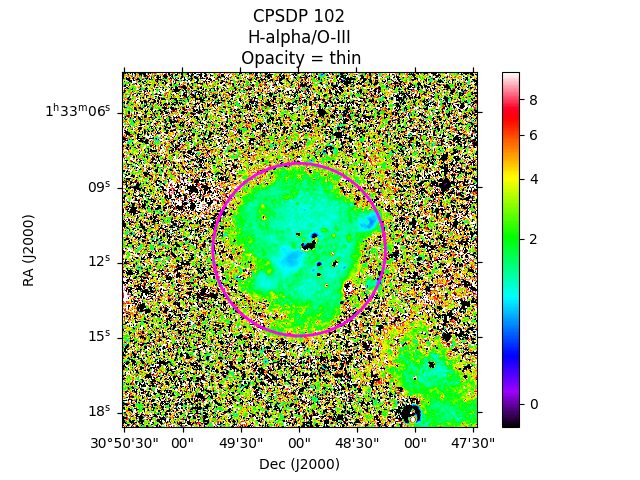 CPSDP 102
H-alpha/O-III
Opacity = thin
RA (J2000)
1ʰ33ᵐ06ˢ
09ˢ
12ˢ
15ˢ
18ˢ
30°50'30" 00" 49'30" 00" 48'30" 00" 47'30"
Dec (J2000)
8
6
4
2
0